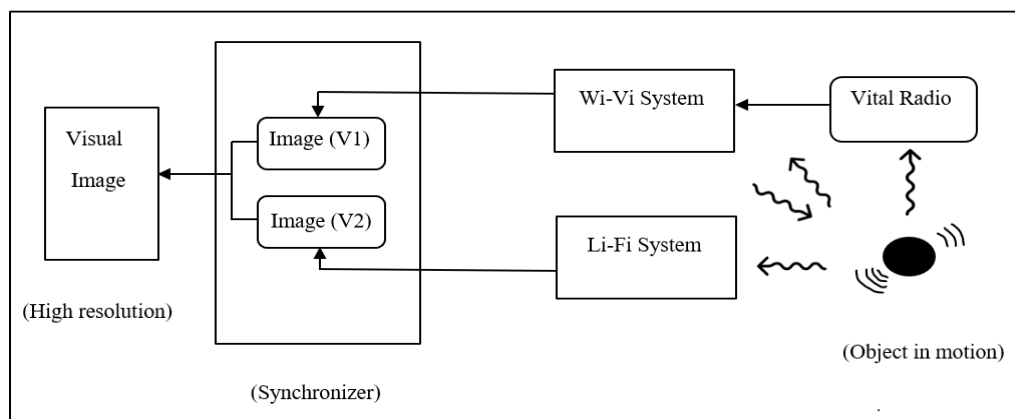 Visual
Image
(High resolution)
Image (V1)
Image (V2)
(Synchronizer)
Wi-Vi System
Li-Fi System
Vital Radio
(Object in motion)